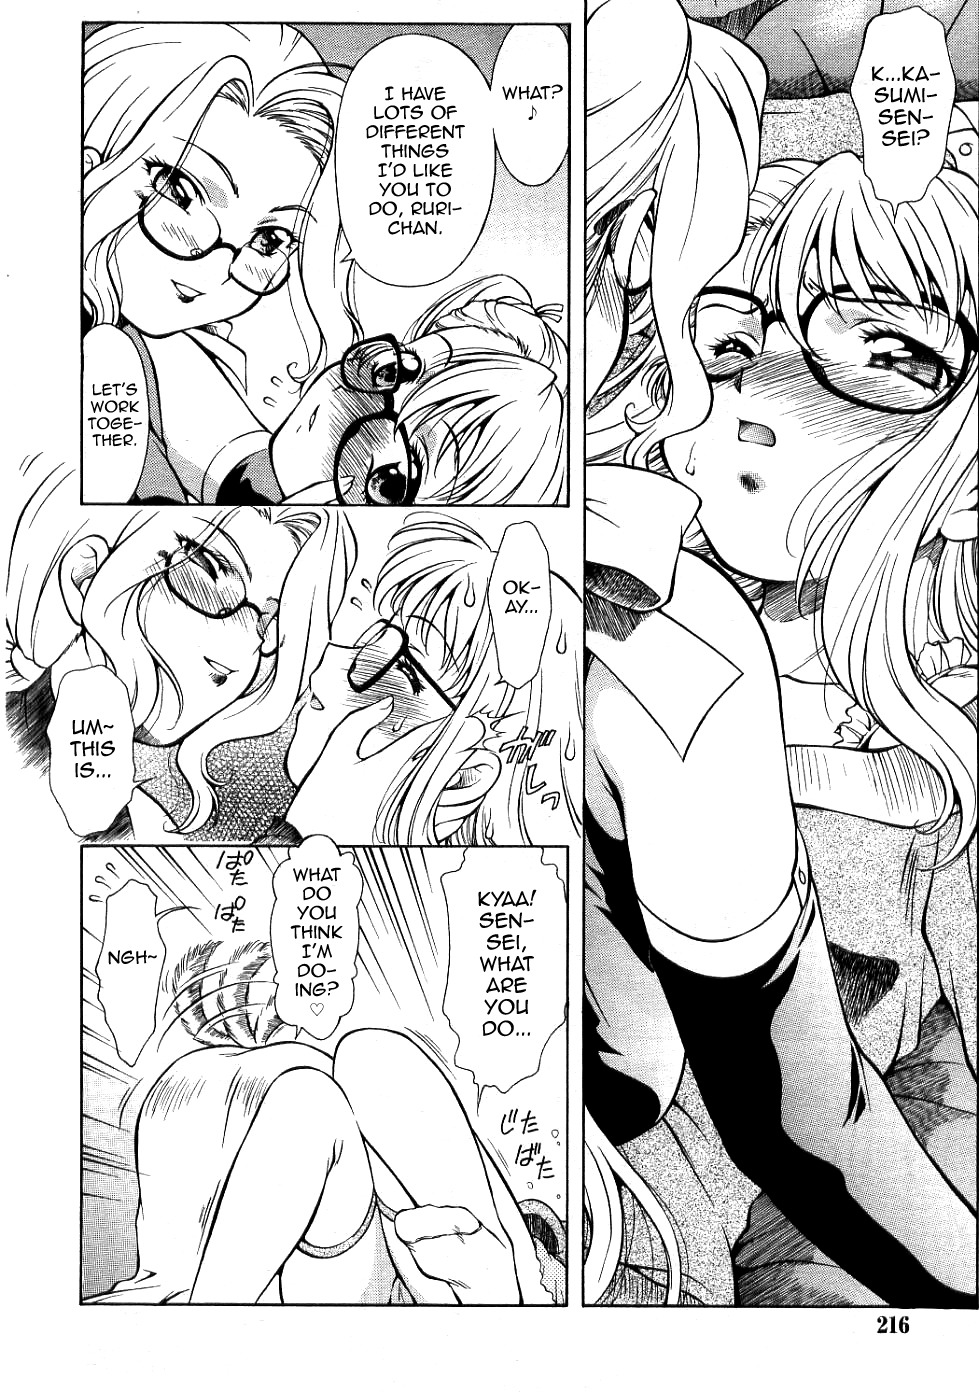 K...KA-
SUMI-
SEN-
SEI?
WHAT?
♪
I HAVE
LOTS OF
DIFFERENT
THINGS
I'D LIKE
YOU TO
DO, RURI-
CHAN.
LET'S
WORK
TOGE-
THER.
OK-
AY...
UM~
THIS
IS...
KYAA!
SEN-
SEI,
WHAT
ARE
YOU
DO...
WHAT
DO
YOU
THINK
I'M
DO-
ING?
♡
ぱた
ぱた
NGH~
じた
ばた
216